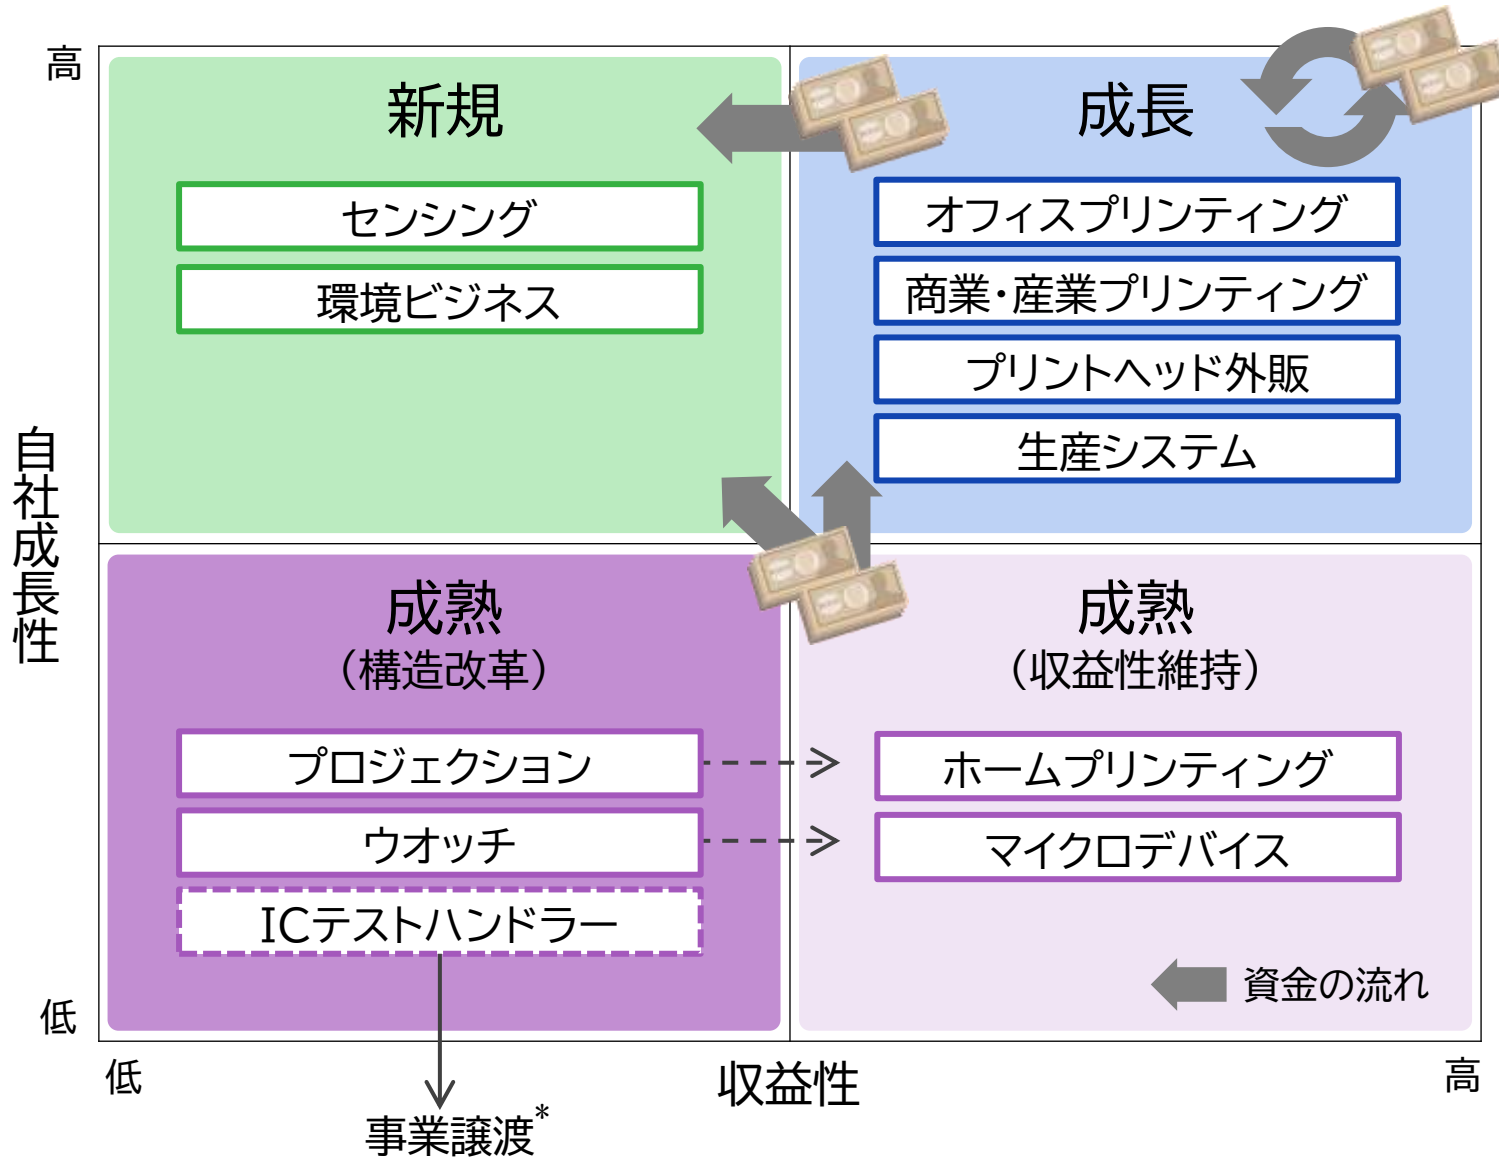 高
新規
センシング
環境ビジネス
成長
オフィスプリンティング
商業・産業プリンティング
プリントヘッド外販
生産システム
自社成長性
成熟
（構造改革）
プロジェクション
ウオッチ
ICテストハンドラー
成熟
（収益性維持）
ホームプリンティング
マイクロデバイス
資金の流れ
低
低
収益性
高
事業譲渡*